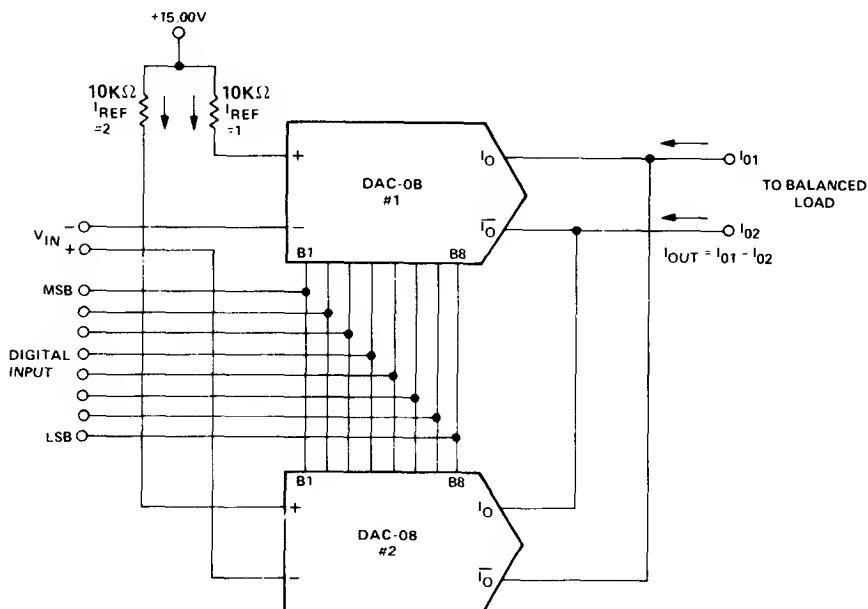 +15.00V
10KΩ
IREF
=2
10KΩ
IREF
=1
+
-
DAC-0B
#1
IO
IO
B1
B8
VIN
-
+
I01
TO BALANCED
LOAD
I02
IOUT = I01 - I02
MSB
DIGITAL
INPUT
LSB
B1
B8
+
-
DAC-08
#2
IO
IO